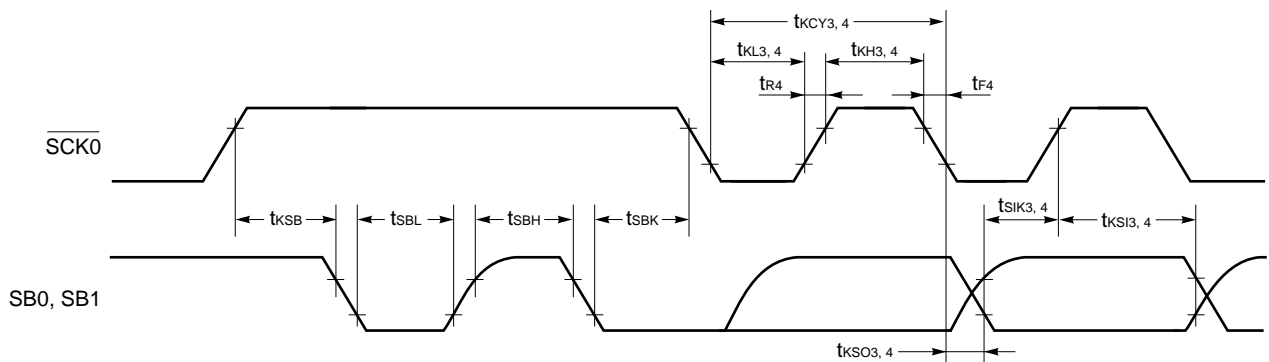 tKCY3, 4
tKL3, 4
tKH3, 4
tR4
tF4
SCK0
tKSB
tSBL
tSBH
tSBK
tSIK3, 4
tKSI3, 4
SB0, SB1
tKSO3, 4